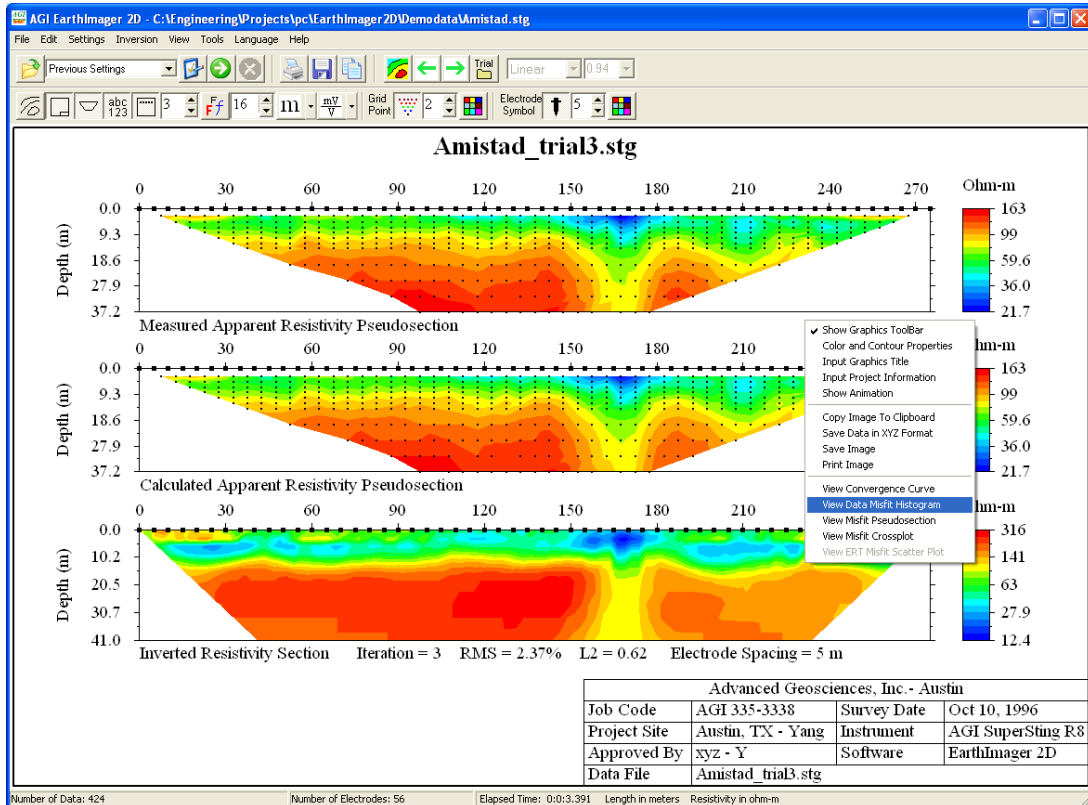 AGI EarthImager 2D - C:\Engineering\Projects\pc\EarthImager2D\Demodata\Amistad.stg
File Edit Settings Inversion View Tools Language Help
Previous Settings Trial Linear 0.94
abc 123 3 F F f 16 m mV/V Grid Point 2 Electrode Symbol 5
Amistad_trial3.stg
0 30 60 90 120 150 180 210 240 270 Ohm-m
0.0 163
9.3 99
18.6 59.6
27.9 36.0
37.2 21.7
Depth (m)
Measured Apparent Resistivity Pseudosection
0 30 60 90 120 150 180 210 hm-m
0.0 163
9.3 99
18.6 59.6
27.9 36.0
37.2 21.7
Depth (m)
Calculated Apparent Resistivity Pseudosection
0 30 60 90 120 150 180 210 hm-m
0.0 316
10.2 141
20.5 63
30.7 27.9
41.0 12.4
Depth (m)
Inverted Resistivity Section Iteration = 3 RMS = 2.37% L2 = 0.62 Electrode Spacing = 5 m
Show Graphics ToolBar
Color and Contour Properties
Input Graphics Title
Input Project Information
Show Animation
Copy Image To Clipboard
Save Data in XYZ Format
Save Image
Print Image
View Convergence Curve
View Data Misfit Histogram
View Misfit Pseudosection
View Misfit Crossplot
View ERT Misfit Scatter Plot
Advanced Geosciences, Inc.- Austin
Job Code AGI 335-3338 Survey Date Oct 10, 1996
Project Site Austin, TX - Yang Instrument AGI SuperSting R8
Approved By xyz - Y Software EarthImager 2D
Data File Amistad_trial3.stg
Number of Data: 424 Number of Electrodes: 56 Elapsed Time: 0:0:3.391 Length in meters Resistivity in ohm-m